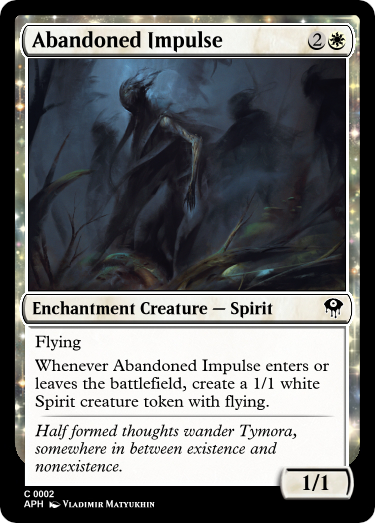 Abandoned Impulse 2
Enchantment Creature — Spirit
Flying
Whenever Abandoned Impulse enters or
leaves the battlefield, create a 1/1 white
Spirit creature token with flying.
Half formed thoughts wander Tymora,
somewhere in between existence and
nonexistence.
1/1
C 0002
APH Vladimir Matyukhin